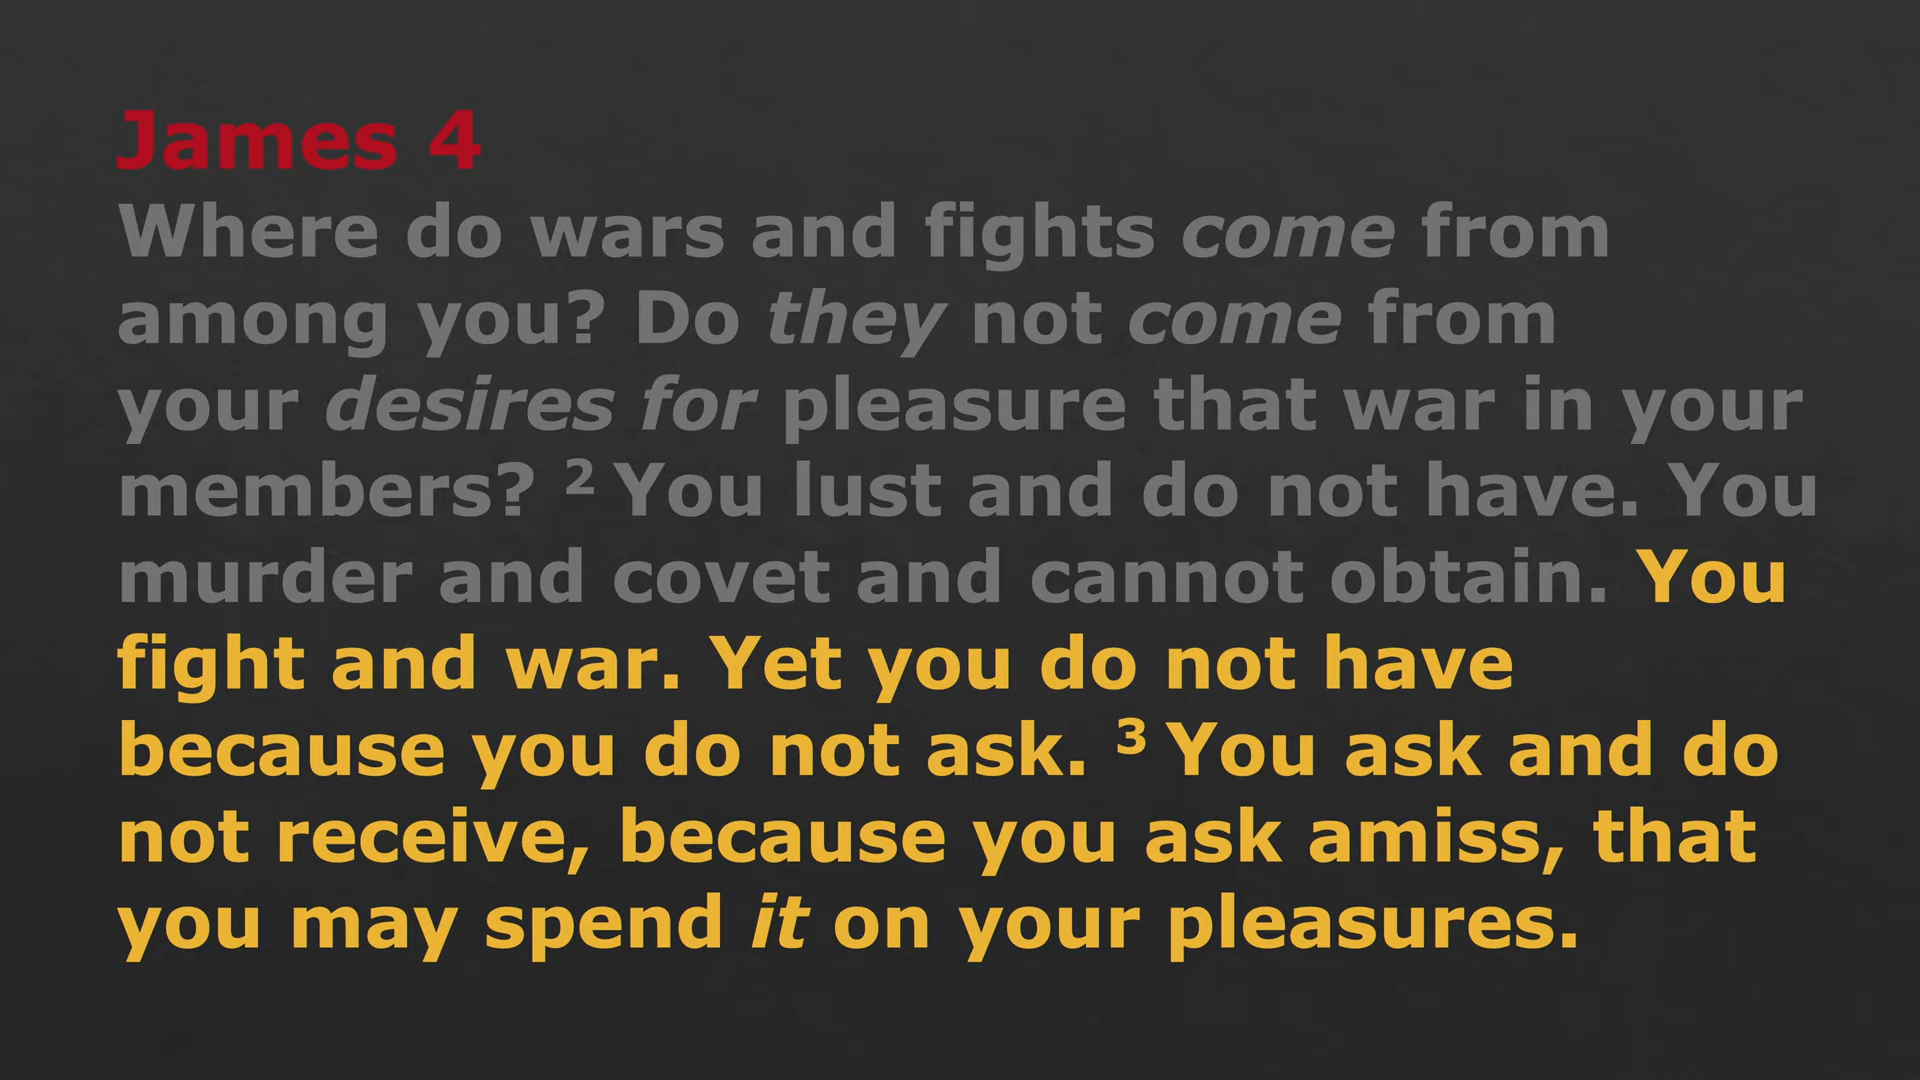 James 4
Where do wars and fights come from
among you? Do they not come from
your desires for pleasure that war in your
members? ² You lust and do not have. You
murder and covet and cannot obtain. You
fight and war. Yet you do not have
because you do not ask. ³ You ask and do
not receive, because you ask amiss, that
you may spend it on your pleasures.